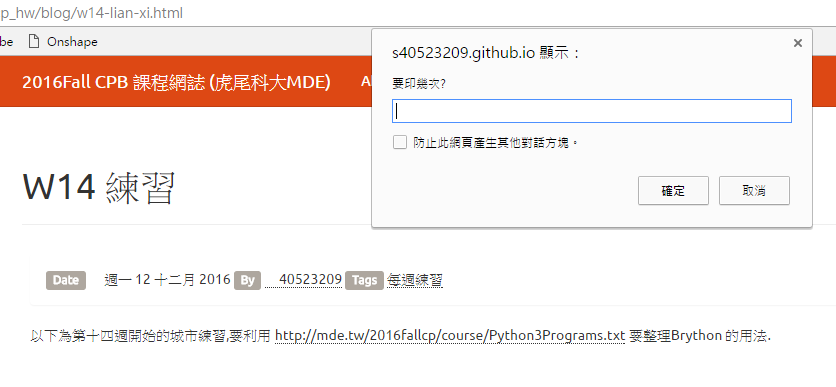 p_hw/blog/w14-lian-xi.html
be Onshape
2016Fall CPB 課程網誌 (虎尾科大MDE)
s40523209.github.io 顯示：
要印幾次?
防止此網頁產生其他對話方塊。
確定 取消
W14 練習
Date 週一 12 十二月 2016 By 40523209 Tags 每週練習
以下為第十四週開始的城市練習,要利用 http://mde.tw/2016fallcp/course/Python3Programs.txt 要整理Brython 的用法.